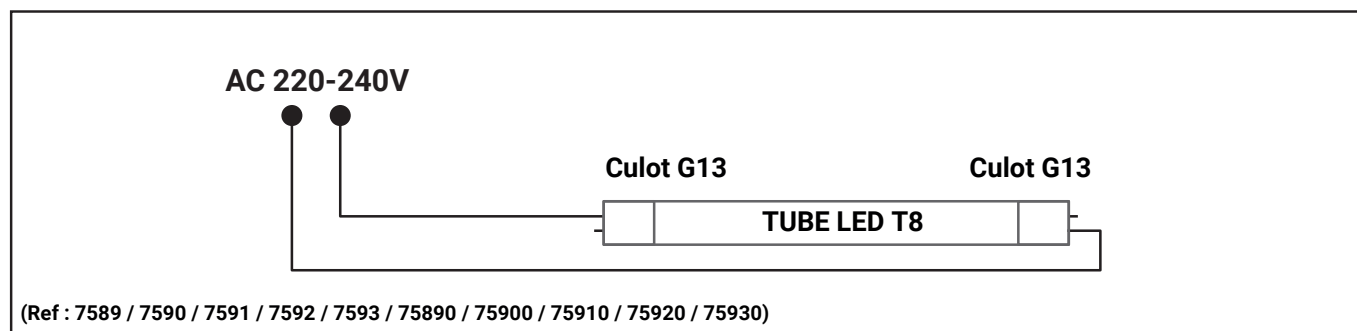 AC 220-240V
Culot G13
Culot G13
TUBE LED T8
(Ref : 7589 / 7590 / 7591 / 7592 / 7593 / 75890 / 75900 / 75910 / 75920 / 75930)